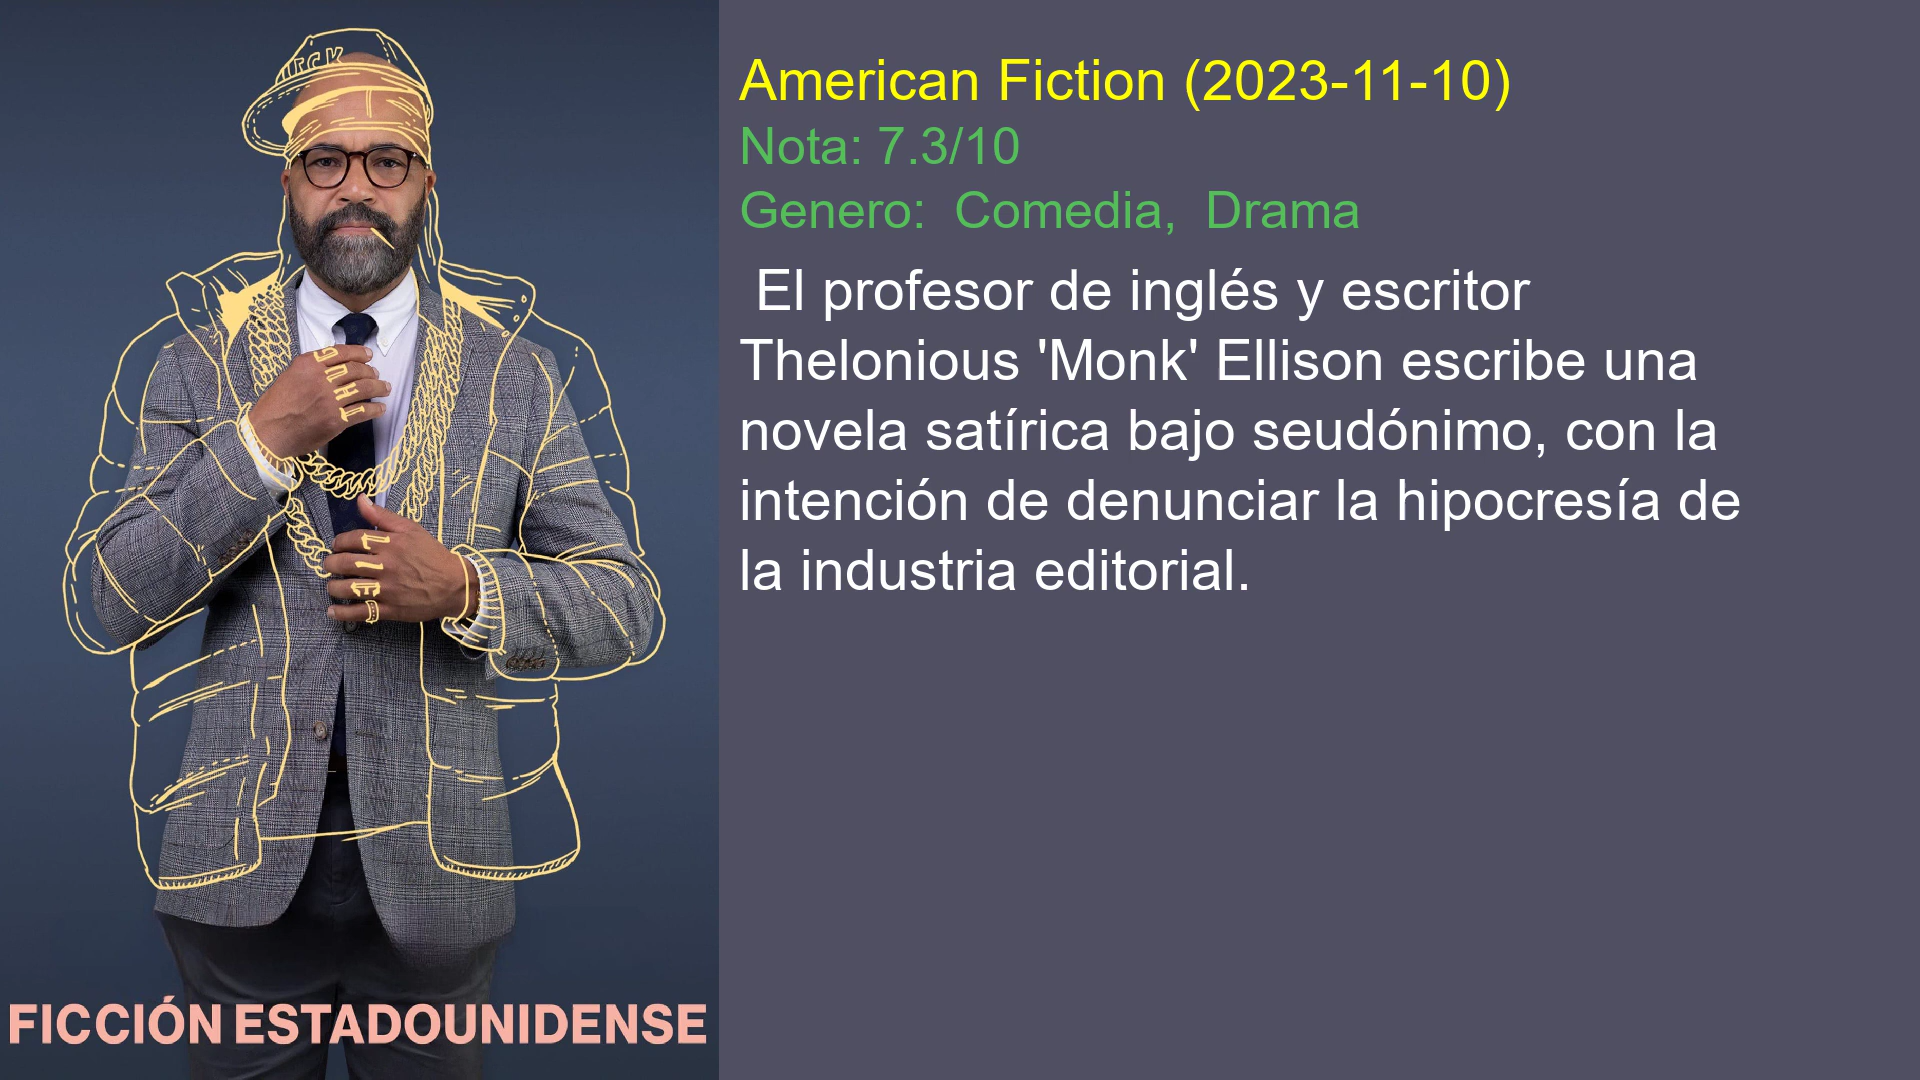 American Fiction (2023-11-10)
Nota: 7.3/10
Genero: Comedia, Drama
El profesor de inglés y escritor
Thelonious 'Monk' Ellison escribe una
novela satírica bajo seudónimo, con la
intención de denunciar la hipocresía de
la industria editorial.
THUG
LIFE
FICCIÓN ESTADOUNIDENSE